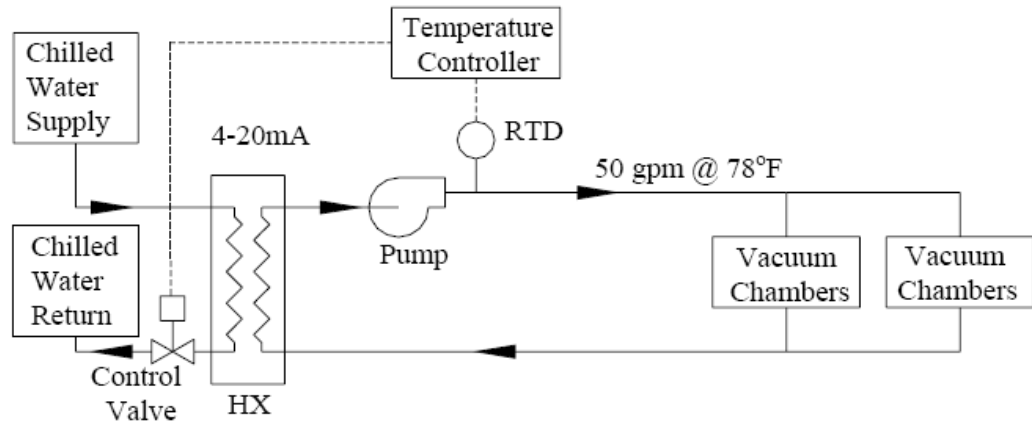 Chilled
Water
Supply
Temperature
Controller
4-20mA
RTD
50 gpm @ 78°F
Pump
Chilled
Water
Return
Vacuum
Chambers
Vacuum
Chambers
Control
Valve
HX